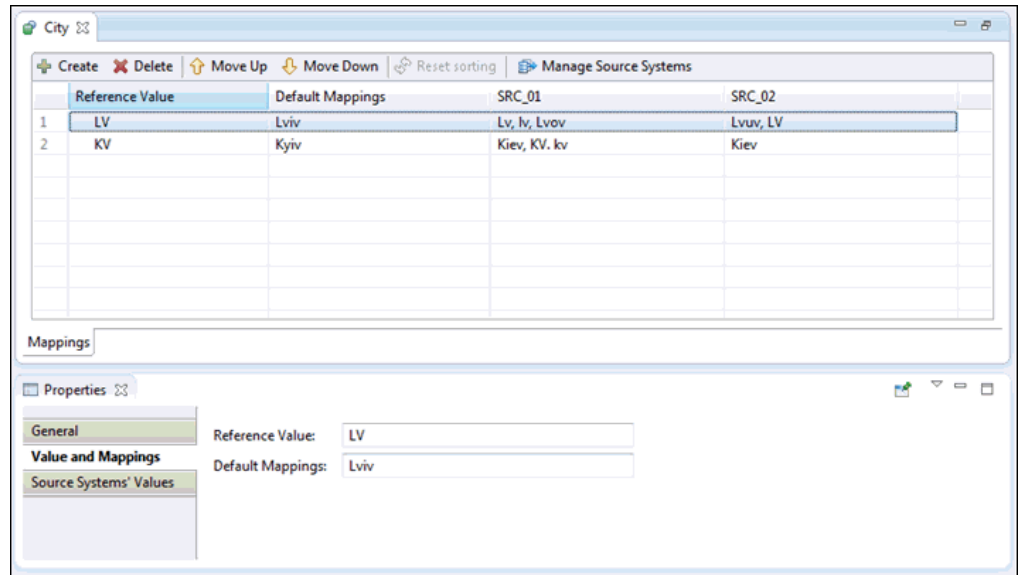 City
Create Delete Move Up Move Down Reset sorting Manage Source Systems
Reference Value Default Mappings SRC_01 SRC_02
1 LV Lviv Lv, lv, Lvov Lvuv, LV
2 KV Kyiv Kiev, KV. kv Kiev
Mappings
Properties
General
Reference Value: LV
Value and Mappings
Default Mappings: Lviv
Source Systems' Values